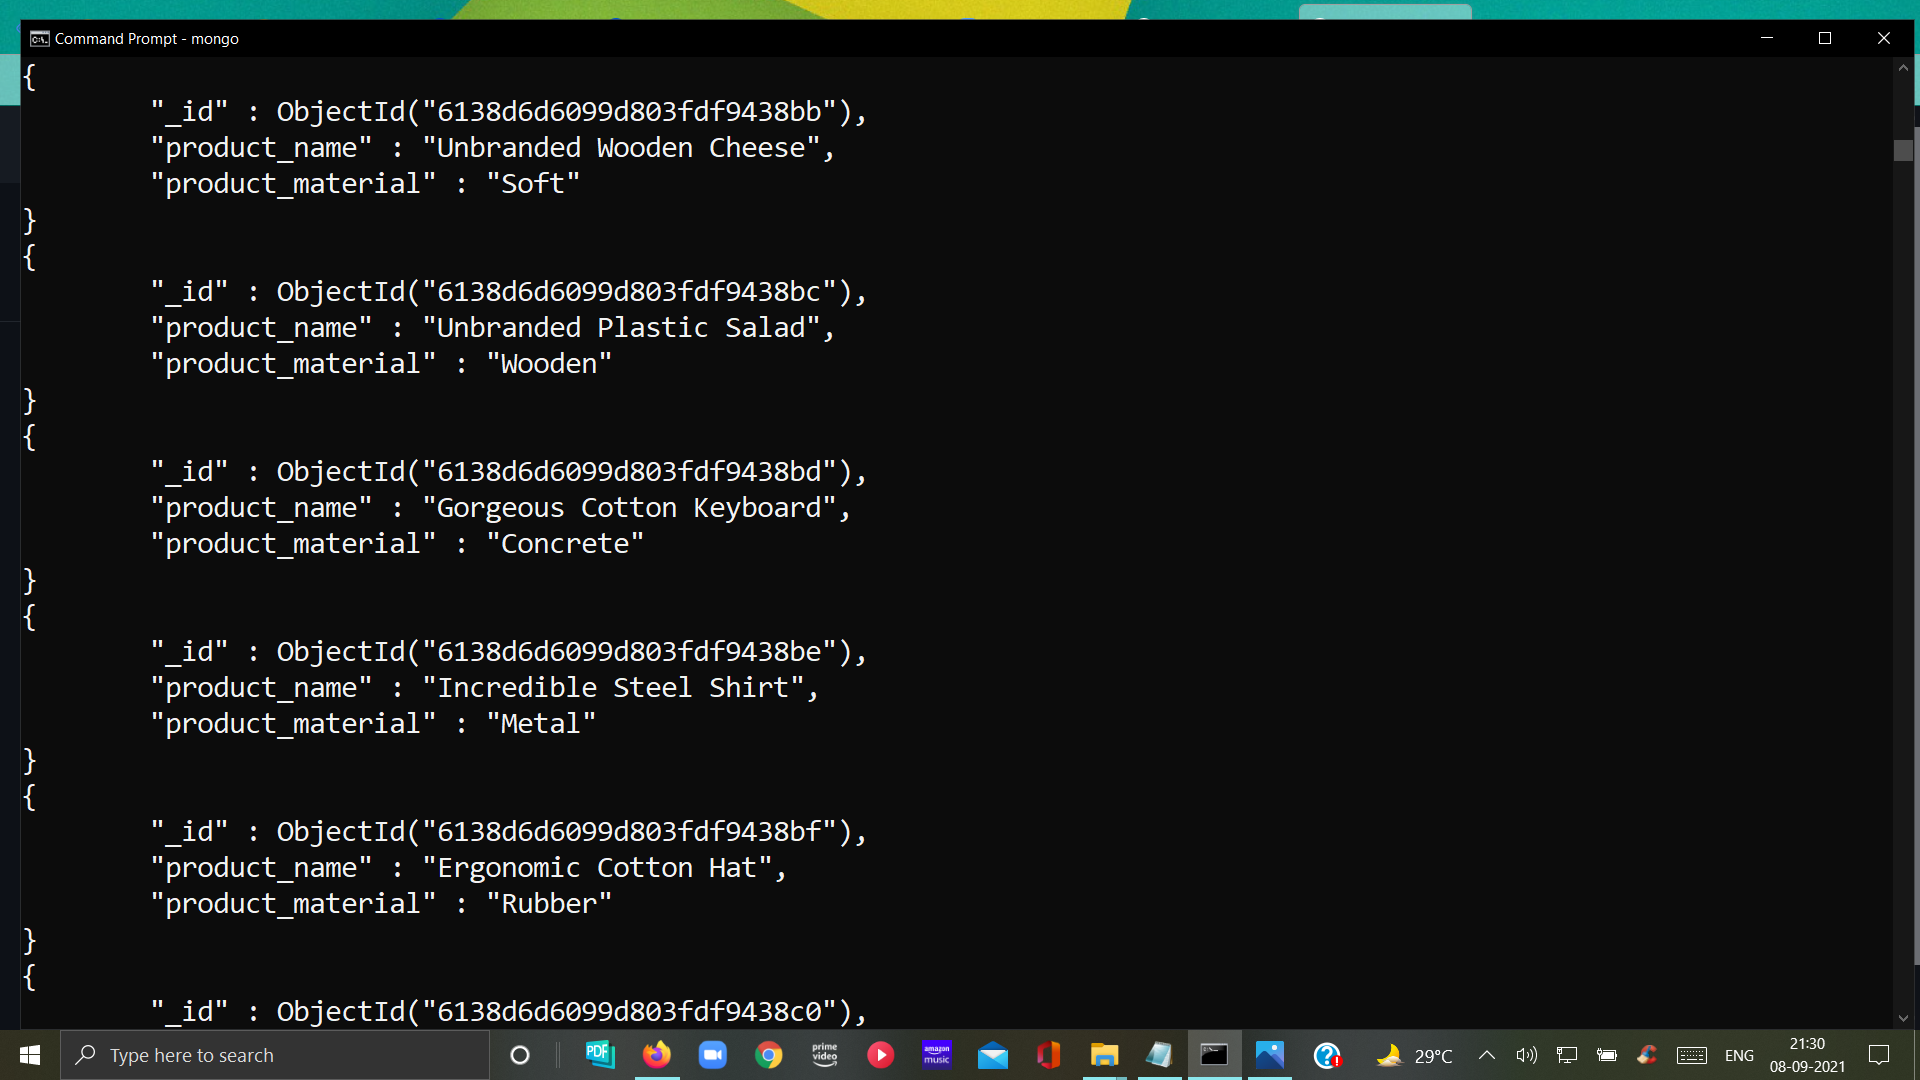 Command Prompt - mongo
{
"_id" : ObjectId("6138d6d6099d803fdf9438bb"),
"product_name" : "Unbranded Wooden Cheese",
"product_material" : "Soft"
}
{
"_id" : ObjectId("6138d6d6099d803fdf9438bc"),
"product_name" : "Unbranded Plastic Salad",
"product_material" : "Wooden"
}
{
"_id" : ObjectId("6138d6d6099d803fdf9438bd"),
"product_name" : "Gorgeous Cotton Keyboard",
"product_material" : "Concrete"
}
{
"_id" : ObjectId("6138d6d6099d803fdf9438be"),
"product_name" : "Incredible Steel Shirt",
"product_material" : "Metal"
}
{
"_id" : ObjectId("6138d6d6099d803fdf9438bf"),
"product_name" : "Ergonomic Cotton Hat",
"product_material" : "Rubber"
}
{
"_id" : ObjectId("6138d6d6099d803fdf9438c0"),
Type here to search
PDF
prime video
amazon music
29°C
ENG
21:30
08-09-2021